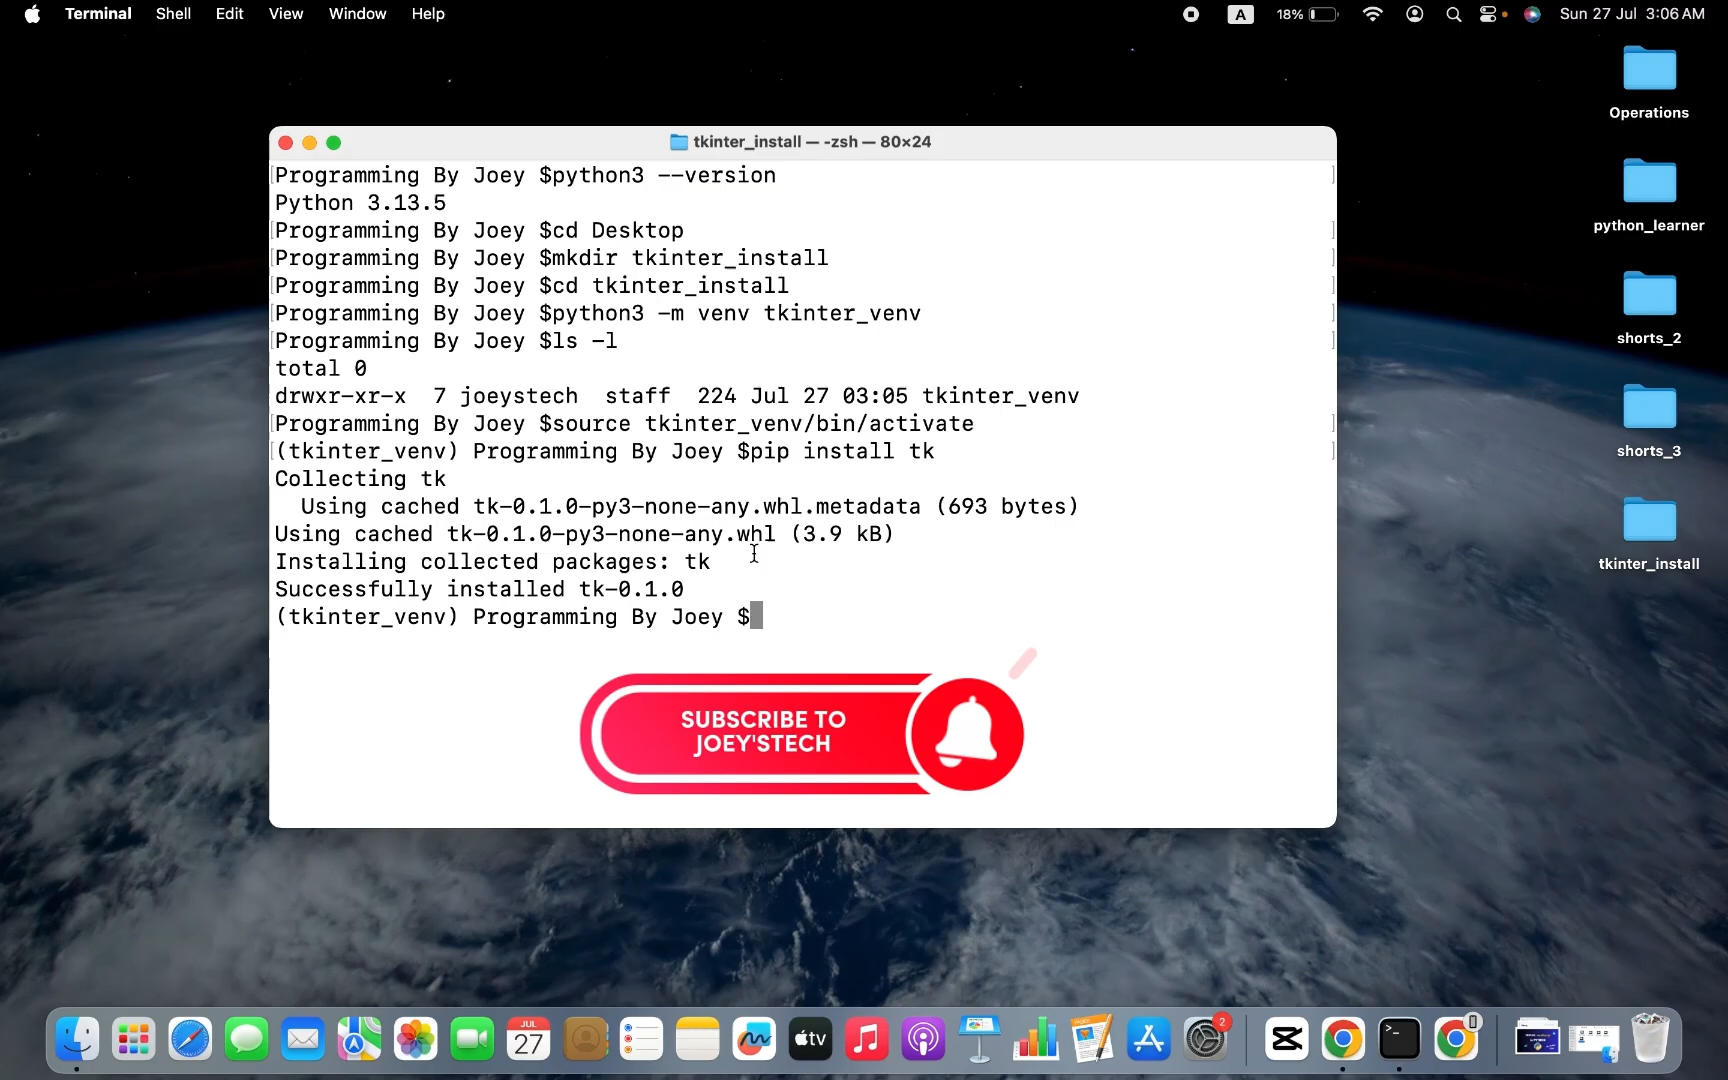 Terminal Shell Edit View Window Help A 18% Sun 27 Jul 3:06 AM
Operations
python_learner
shorts_2
shorts_3
tkinter_install
tkinter_install — -zsh — 80×24
Programming By Joey $python3 --version
Python 3.13.5
Programming By Joey $cd Desktop
Programming By Joey $mkdir tkinter_install
Programming By Joey $cd tkinter_install
Programming By Joey $python3 -m venv tkinter_venv
Programming By Joey $ls -l
total 0
drwxr-xr-x  7 joeystech  staff  224 Jul 27 03:05 tkinter_venv
Programming By Joey $source tkinter_venv/bin/activate
(tkinter_venv) Programming By Joey $pip install tk
Collecting tk
  Using cached tk-0.1.0-py3-none-any.whl.metadata (693 bytes)
Using cached tk-0.1.0-py3-none-any.whl (3.9 kB)
Installing collected packages: tk
Successfully installed tk-0.1.0
(tkinter_venv) Programming By Joey $
SUBSCRIBE TO
JOEY'STECH
JUL
27
tv
2